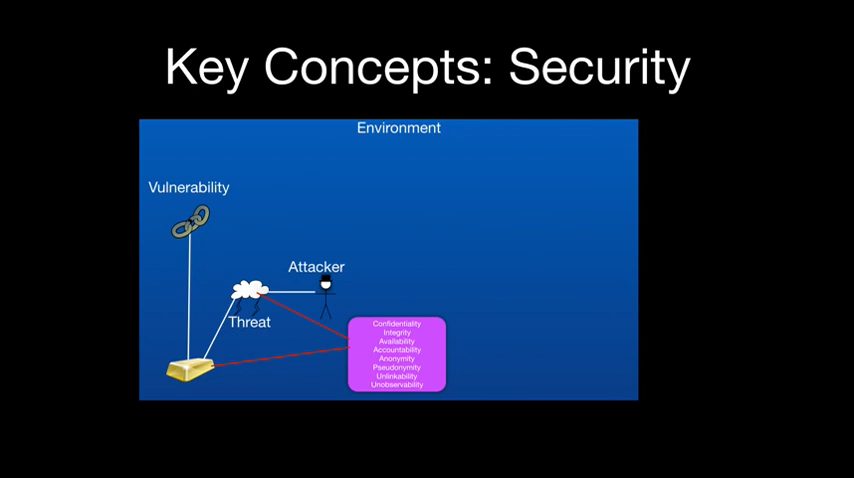 Key Concepts: Security
Environment
Vulnerability
Attacker
Threat
Confidentiality
Integrity
Availability
Accountability
Anonymity
Pseudonymity
Unlinkability
Unobservability